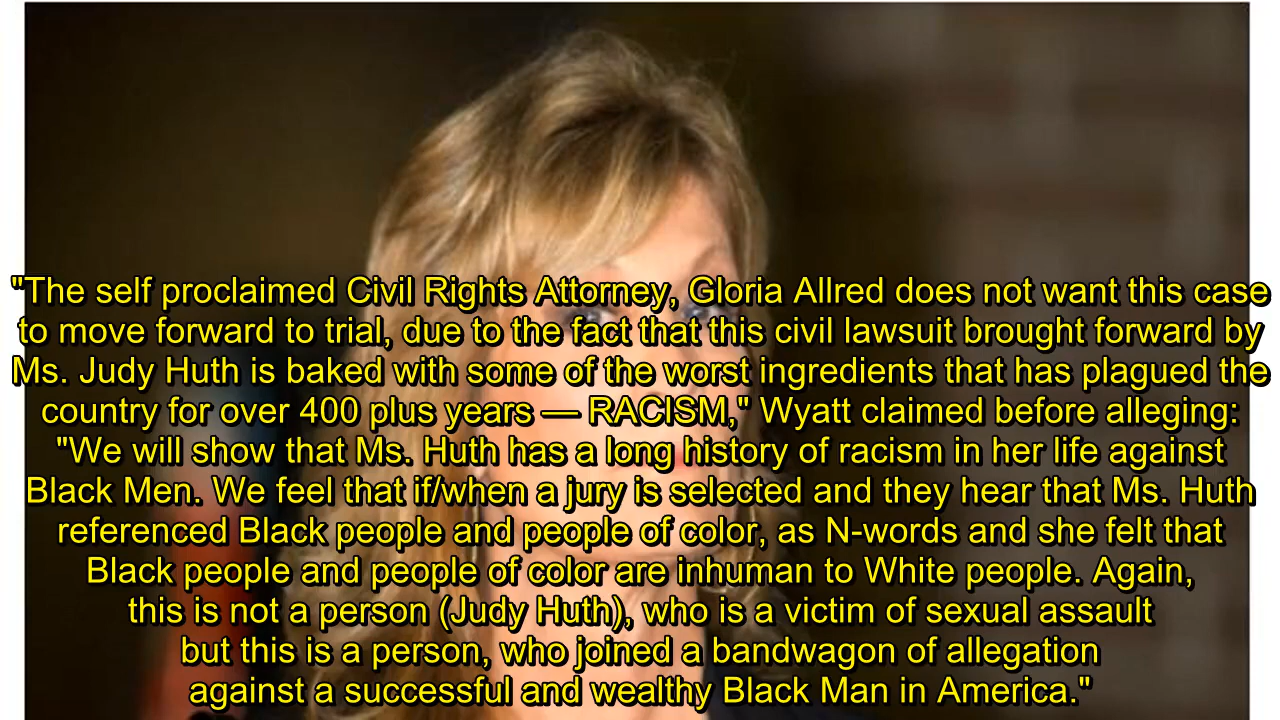 "The self proclaimed Civil Rights Attorney, Gloria Allred does not want this case
to move forward to trial, due to the fact that this civil lawsuit brought forward by
Ms. Judy Huth is baked with some of the worst ingredients that has plagued the
country for over 400 plus years — RACISM," Wyatt claimed before alleging:
"We will show that Ms. Huth has a long history of racism in her life against
Black Men. We feel that if/when a jury is selected and they hear that Ms. Huth
referenced Black people and people of color, as N-words and she felt that
Black people and people of color are inhuman to White people. Again,
this is not a person (Judy Huth), who is a victim of sexual assault
but this is a person, who joined a bandwagon of allegation
against a successful and wealthy Black Man in America."